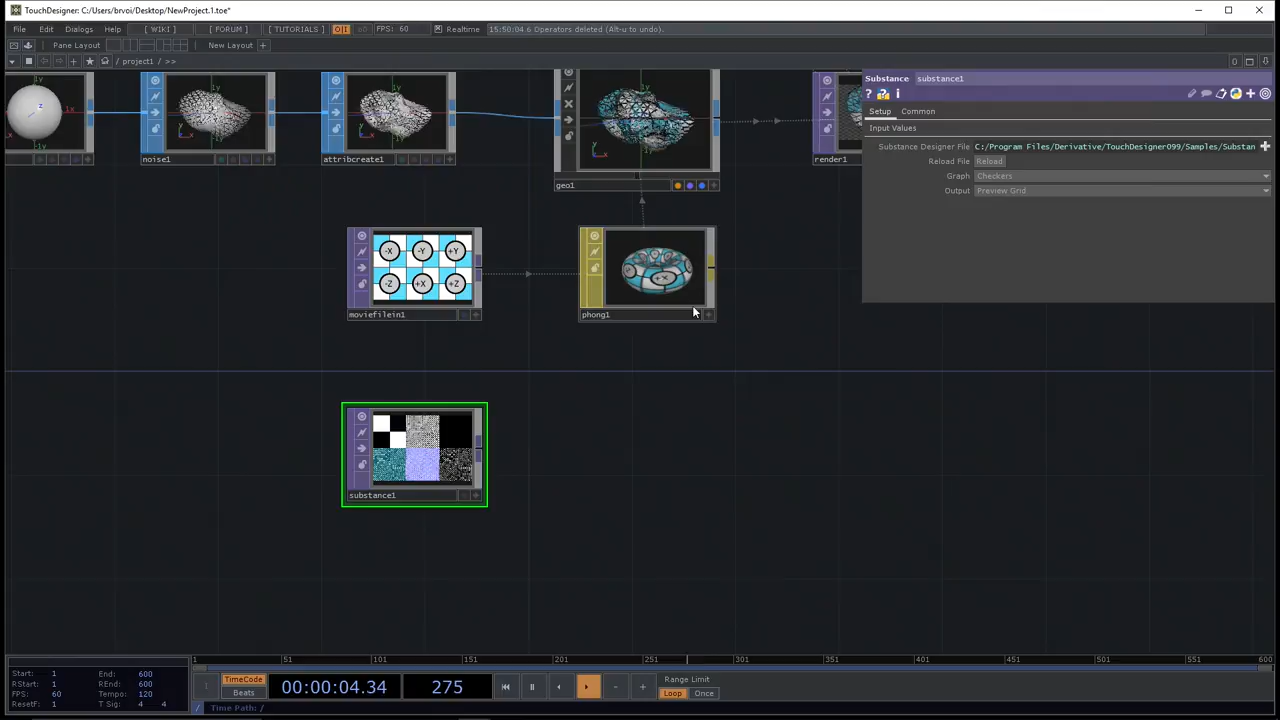 TouchDesigner: C:/Users/brvoi/Desktop/NewProject.1.toe*
File Edit Dialogs Help [ WIKI ] [ FORUM ] [ TUTORIALS ] O|I FPS: 60 Realtime 15:50:04.6 Operators deleted (Alt-u to undo).
Pane Layout New Layout +
/ project1 / >>
Substance substance1
? i
Setup Common
Input Values
Substance Designer File C:/Program Files/Derivative/TouchDesigner099/Samples/Substan
Reload File Reload
Graph Checkers
Output Preview Grid
noise1 attribcreate1 render1
geo1
-X -Y +Y
-Z +X +Z
moviefilein1 phong1
substance1
1 51 101 151 201 251 301 351 401 451 501 551 600
Start: 1 End: 600
RStart: 1 REnd: 600
FPS: 60 Tempo: 120
ResetF: 1 T Sig: 4 4
TimeCode
Beats
00:00:04.34 275
Range Limit
Loop Once
/ Time Path: /